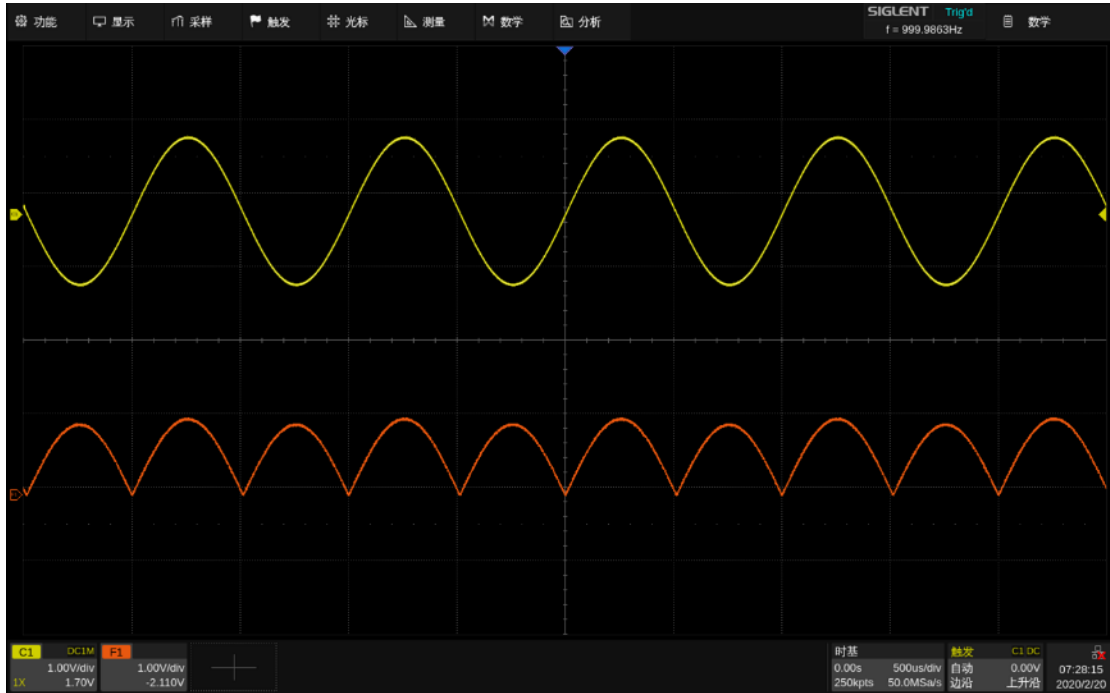 功能 显示 采样 触发 光标 测量 数学 分析 SIGLENT Trig'd
f = 999.9863Hz
数学
C1 DC1M
1.00V/div
1X 1.70V
F1
1.00V/div
-2.110V
时基
0.00s 500us/div
250kpts 50.0MSa/s
触发 C1 DC
自动 0.00V
边沿 上升沿
07:28:15
2020/2/20